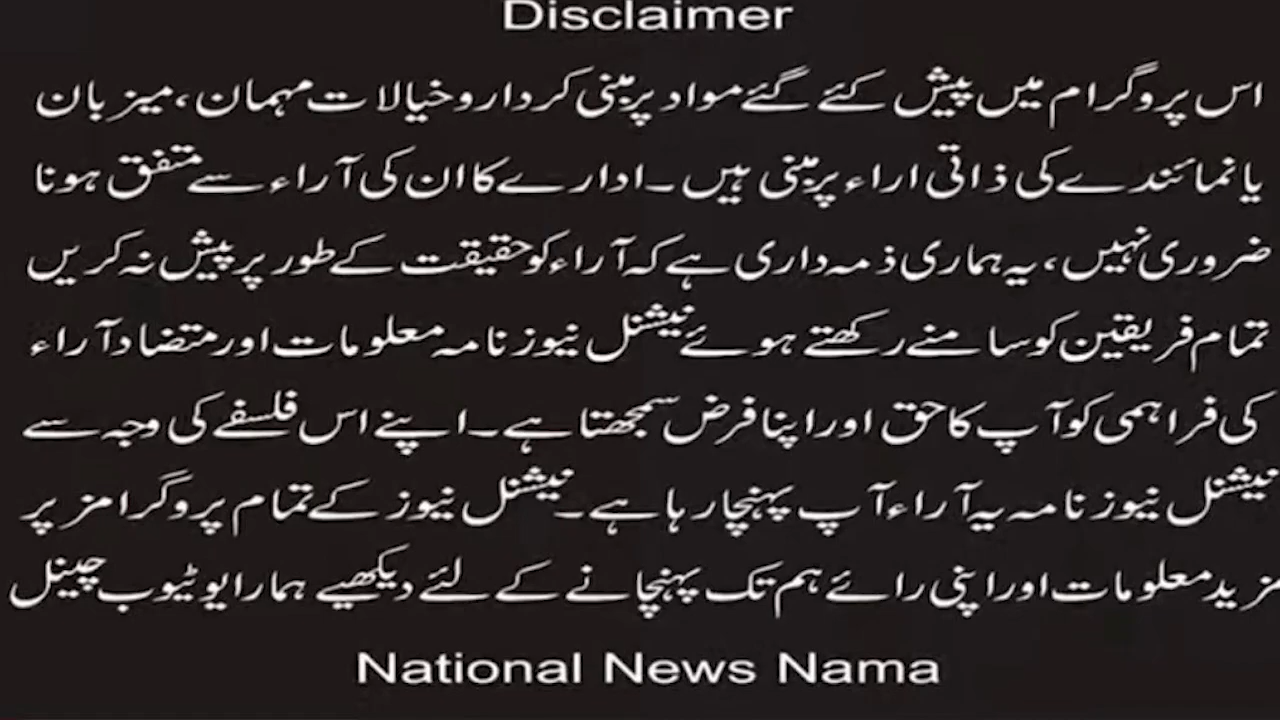 Disclaimer
اس پروگرام میں پیش کئے گئے مواد پر مبنی کردار و خیالات مہمان، میزبان
یا نمائندے کی ذاتی اراء پر مبنی ہیں۔ ادارے کا ان کی آراء سے متفق ہونا
ضروری نہیں، یہ ہماری ذمہ داری ہے کہ آراء کو حقیقت کے طور پر پیش نہ کریں
تمام فریقین کو سامنے رکھتے ہوئے نیشنل نیوز نامہ معلومات اور متضاد آراء
کی فراہمی کو آپ کا حق اور اپنا فرض سمجھتا ہے۔ اپنے اس فلسفے کی وجہ سے
نیشنل نیوز نامہ یہ آراء آپ پہنچا رہا ہے۔ نیشنل نیوز کے تمام پروگرامز پر
مزید معلومات اور اپنی رائے ہم تک پہنچانے کے لئے دیکھیے ہمارا یوٹیوب چینل
National News Nama